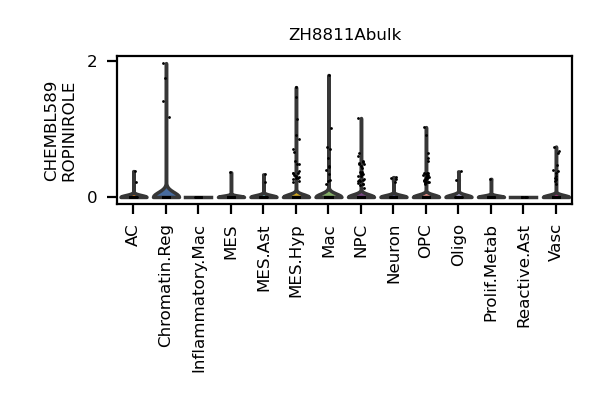 ZH8811Abulk
CHEMBL589
ROPINIROLE
2
0
AC
Chromatin.Reg
Inflammatory.Mac
MES
MES.Ast
MES.Hyp
Mac
NPC
Neuron
OPC
Oligo
Prolif.Metab
Reactive.Ast
Vasc